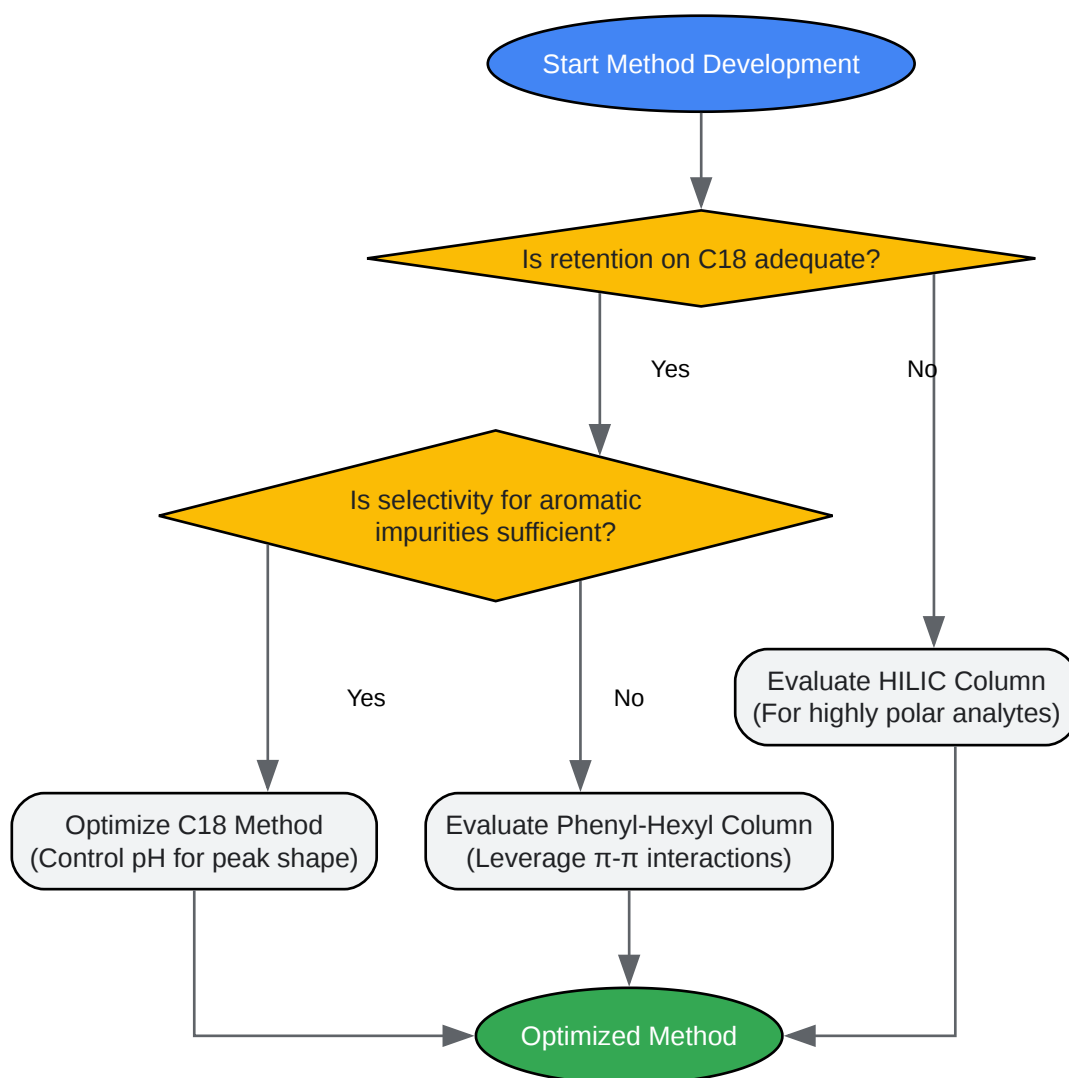 Start Method Development
Is retention on C18 adequate?
Yes
No
Is selectivity for aromatic
impurities sufficient?
Evaluate HILIC Column
(For highly polar analytes)
Yes
No
Optimize C18 Method
(Control pH for peak shape)
Evaluate Phenyl-Hexyl Column
(Leverage π-π interactions)
Optimized Method